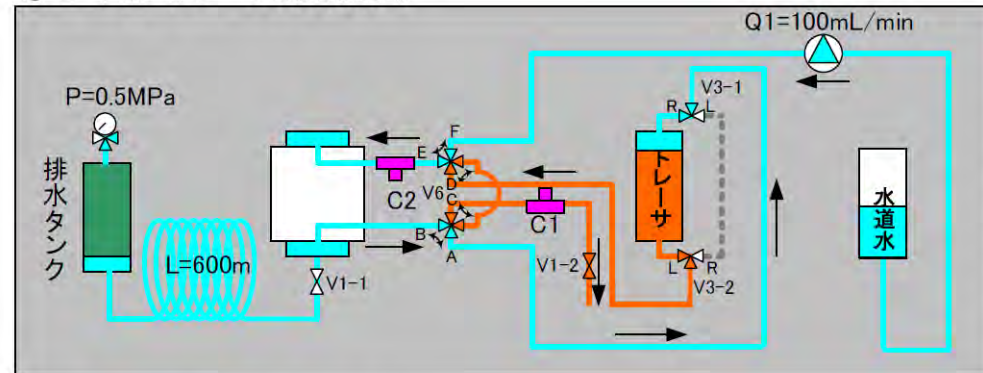 Q1=100mL/min
P=0.5MPa
排水タンク
L=600m
V1-1
E
F
C2
V6
D
C
B
A
C1
V1-2
R
V3-1
L
トレーサ
L
R
V3-2
水道水